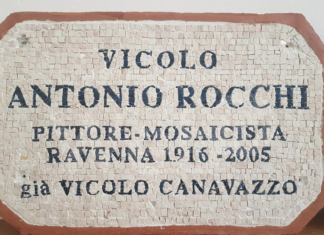 VICOLO
ANTONIO ROCCHI
PITTORE-MOSAICISTA
RAVENNA 1916-2005
già VICOLO CANAVAZZO